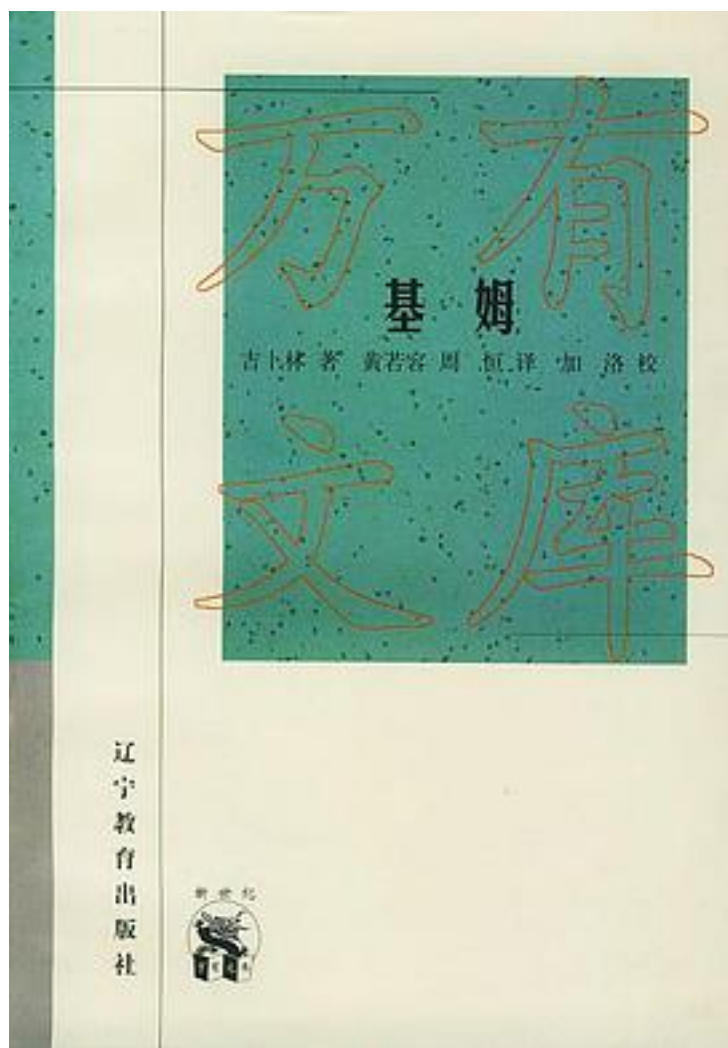 万有
基姆
吉卜林 著 黄若容 周 恒 译 加 洛 校
文库
辽宁教育出版社
新世纪